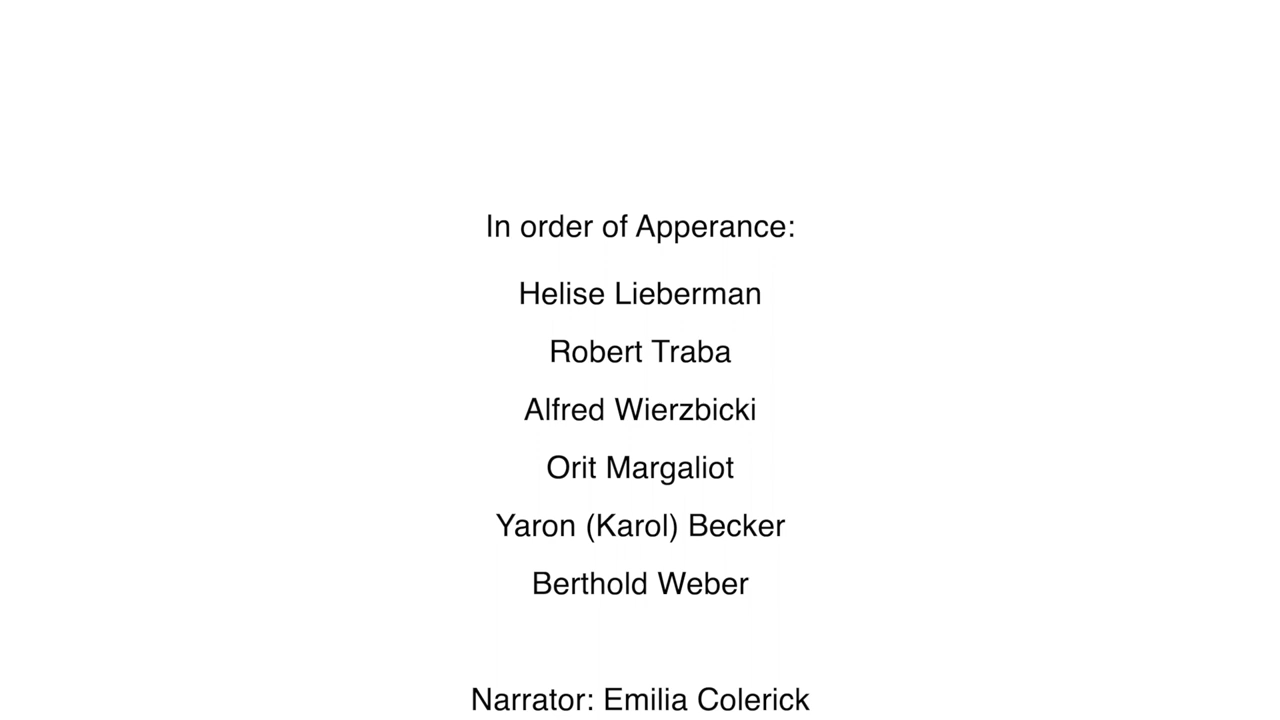 In order of Apperance:
Helise Lieberman
Robert Traba
Alfred Wierzbicki
Orit Margaliot
Yaron (Karol) Becker
Berthold Weber
Narrator: Emilia Colerick